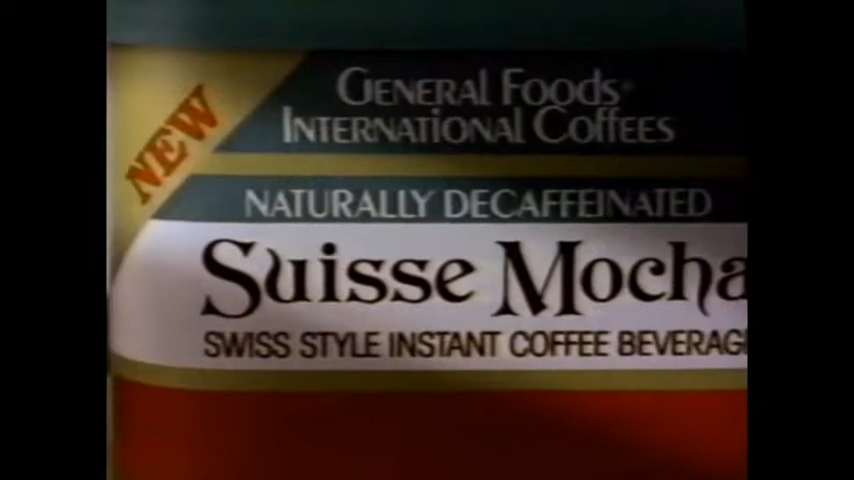 NEW
GENERAL FOODS®
INTERNATIONAL COFFEES
NATURALLY DECAFFEINATED
Suisse Mocha
SWISS STYLE INSTANT COFFEE BEVERAG